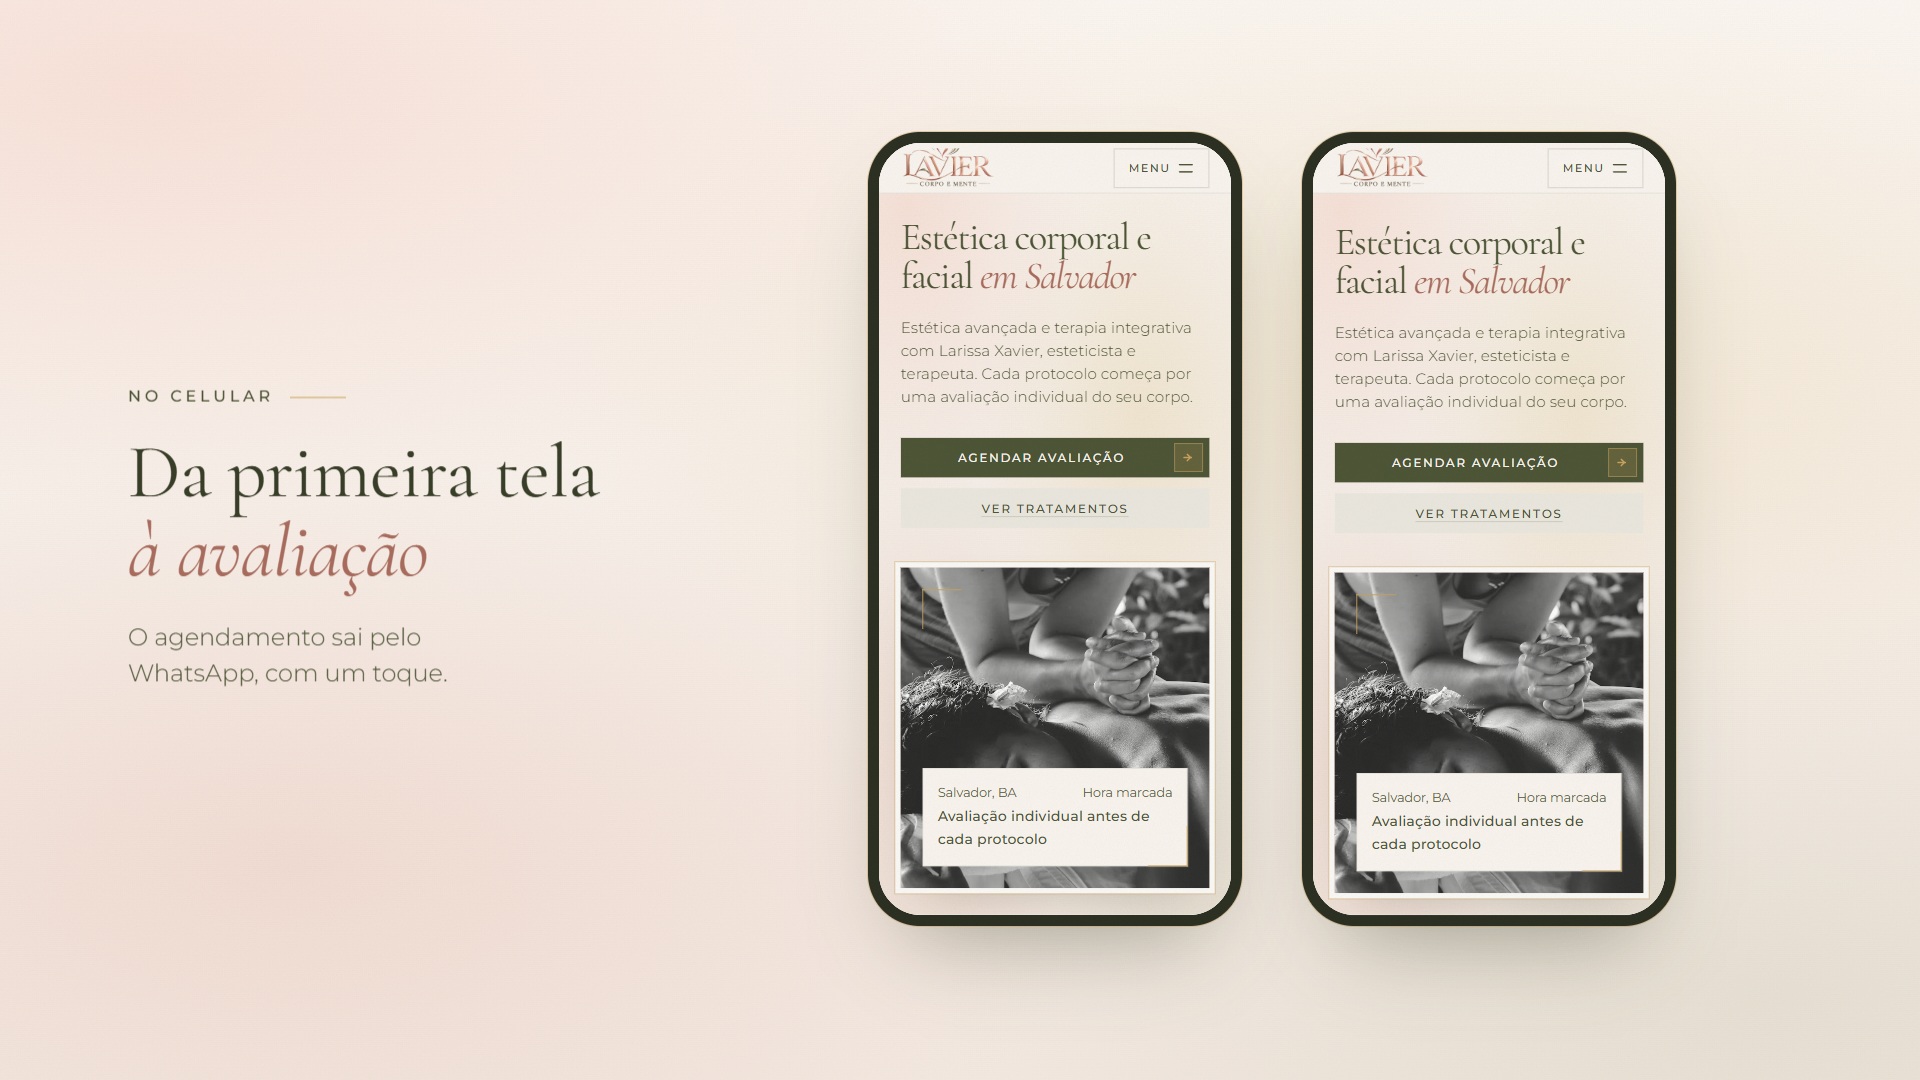 NO CELULAR
Da primeira tela
à avaliação
O agendamento sai pelo
WhatsApp, com um toque.
LAVIER
CORPO E MENTE
MENU
Estética corporal e
facial em Salvador
Estética avançada e terapia integrativa
com Larissa Xavier, esteticista e
terapeuta. Cada protocolo começa por
uma avaliação individual do seu corpo.
AGENDAR AVALIAÇÃO
VER TRATAMENTOS
Salvador, BA Hora marcada
Avaliação individual antes de
cada protocolo
LAVIER
CORPO E MENTE
MENU
Estética corporal e
facial em Salvador
Estética avançada e terapia integrativa
com Larissa Xavier, esteticista e
terapeuta. Cada protocolo começa por
uma avaliação individual do seu corpo.
AGENDAR AVALIAÇÃO
VER TRATAMENTOS
Salvador, BA Hora marcada
Avaliação individual antes de
cada protocolo